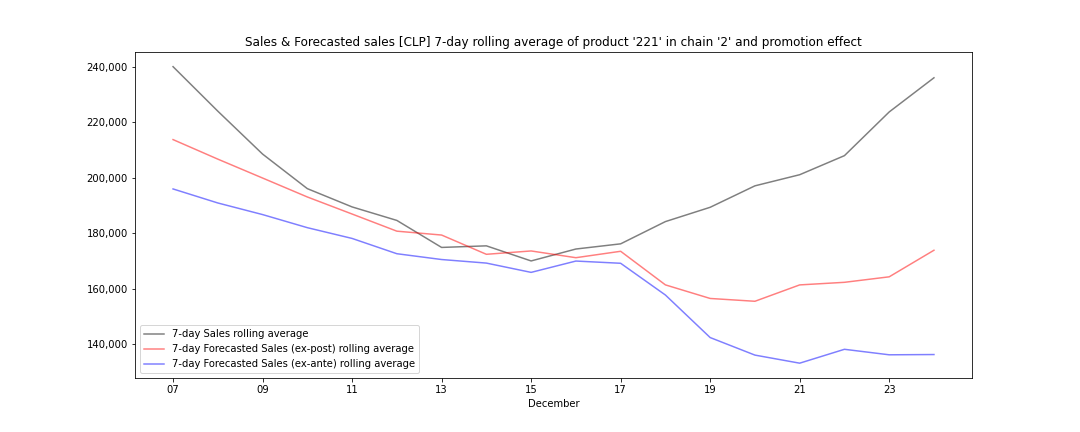 Sales & Forecasted sales [CLP] 7-day rolling average of product '221' in chain '2' and promotion effect
240,000
220,000
200,000
180,000
160,000
140,000
7-day Sales rolling average
7-day Forecasted Sales (ex-post) rolling average
7-day Forecasted Sales (ex-ante) rolling average
07 09 11 13 15 17 19 21 23
December